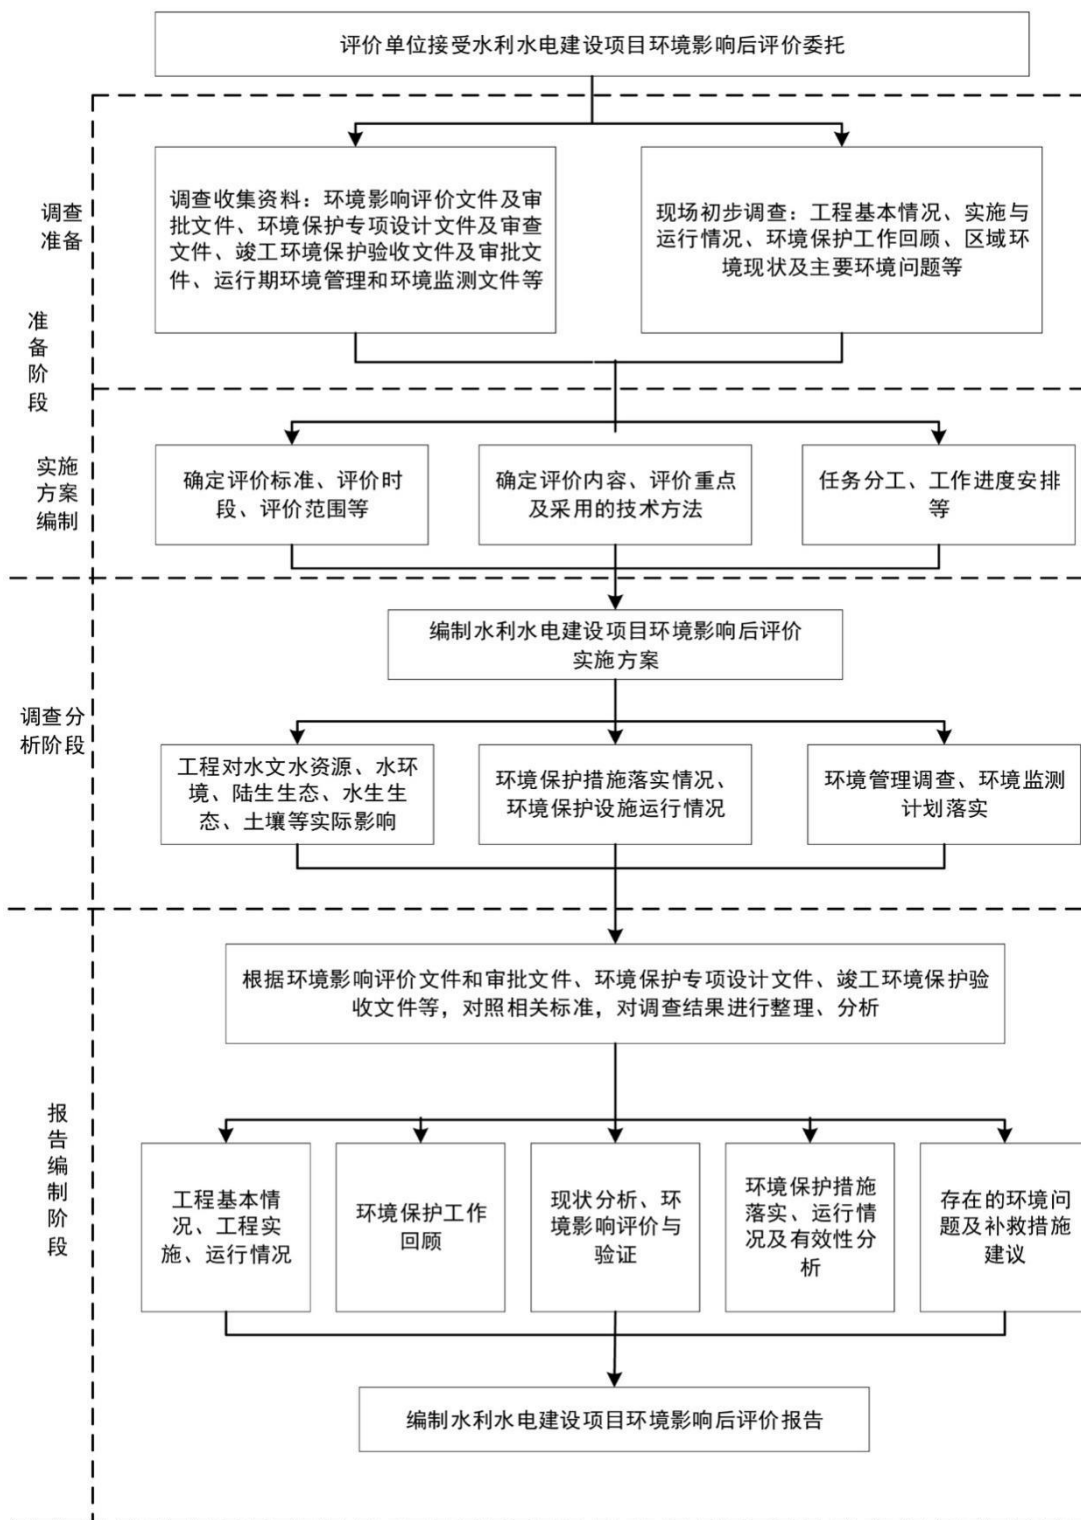 评价单位接受水利水电建设项目环境影响后评价委托
调查
准备
调查收集资料：环境影响评价文件及审
批文件、环境保护专项设计文件及审查
文件、竣工环境保护验收文件及审批文
件、运行期环境管理和环境监测文件等
现场初步调查：工程基本情况、实施与
运行情况、环境保护工作回顾、区域环
境现状及主要环境问题等
准
备
阶
段
实施
方案
编制
确定评价标准、评价时
段、评价范围等
确定评价内容、评价重点
及采用的技术方法
任务分工、工作进度安排
等
编制水利水电建设项目环境影响后评价
实施方案
调查分
析阶段
工程对水文水资源、水环
境、陆生生态、水生生
态、土壤等实际影响
环境保护措施落实情况、
环境保护设施运行情况
环境管理调查、环境监测
计划落实
根据环境影响评价文件和审批文件、环境保护专项设计文件、竣工环境保护验
收文件等，对照相关标准，对调查结果进行整理、分析
报
告
编
制
阶
段
工程基本情
况、工程实
施、运行情况
环境保护工作
回顾
现状分析、环
境影响评价与
验证
环境保护措施
落实、运行情
况及有效性分
析
存在的环境问
题及补救措施
建议
编制水利水电建设项目环境影响后评价报告